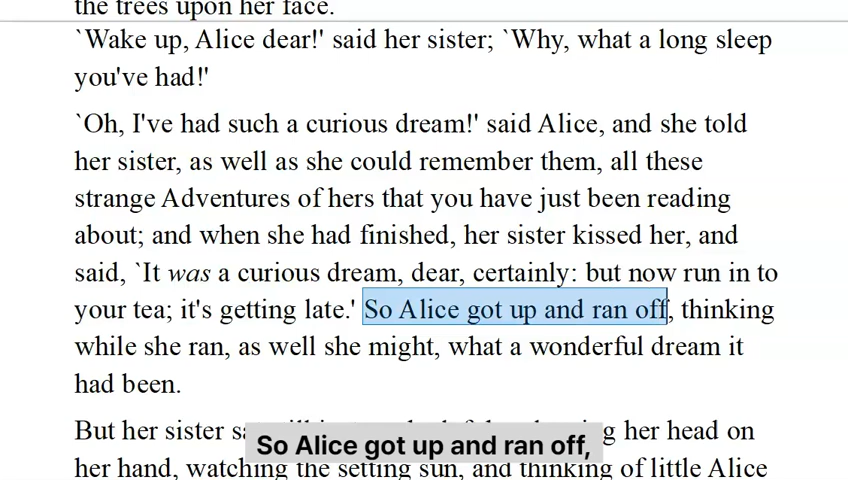 the trees upon her face.
`Wake up, Alice dear!' said her sister; `Why, what a long sleep
you've had!'
`Oh, I've had such a curious dream!' said Alice, and she told
her sister, as well as she could remember them, all these
strange Adventures of hers that you have just been reading
about; and when she had finished, her sister kissed her, and
said, `It was a curious dream, dear, certainly: but now run in to
your tea; it's getting late.' So Alice got up and ran off, thinking
while she ran, as well she might, what a wonderful dream it
had been.
But her sister her head on
So Alice got up and ran off,
her hand, watching the setting sun, and thinking of little Alice